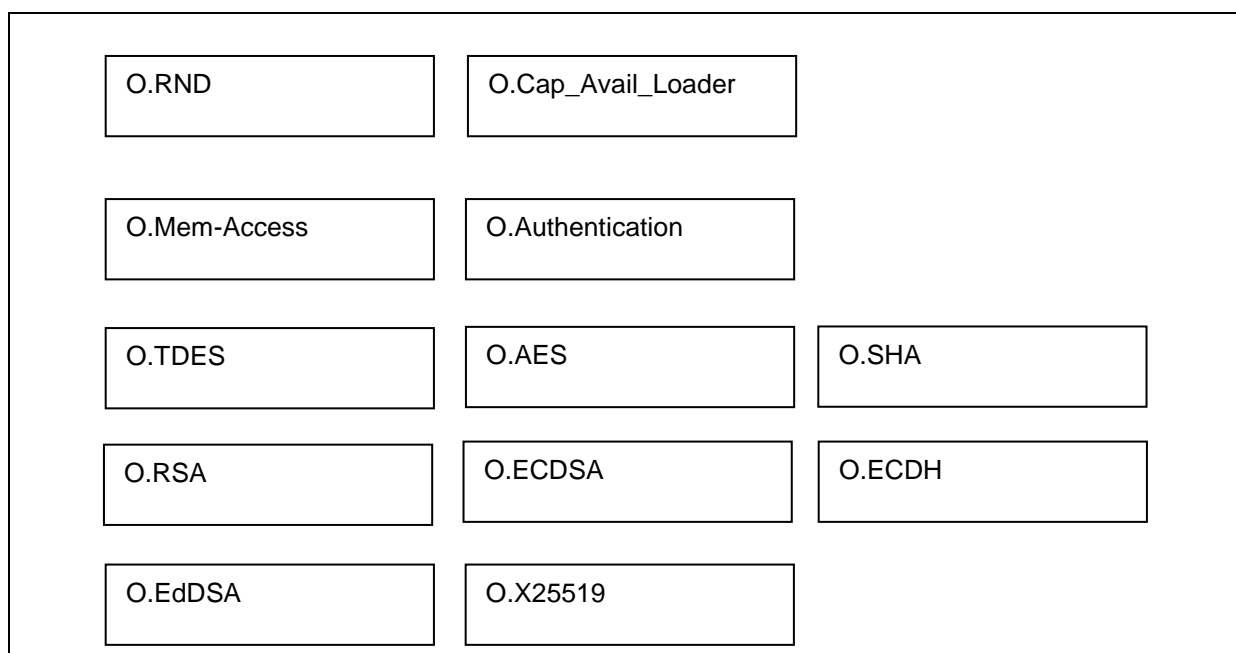 O.RND
O.Cap_Avail_Loader
O.Mem-Access
O.Authentication
O.TDES
O.AES
O.SHA
O.RSA
O.ECDSA
O.ECDH
O.EdDSA
O.X25519